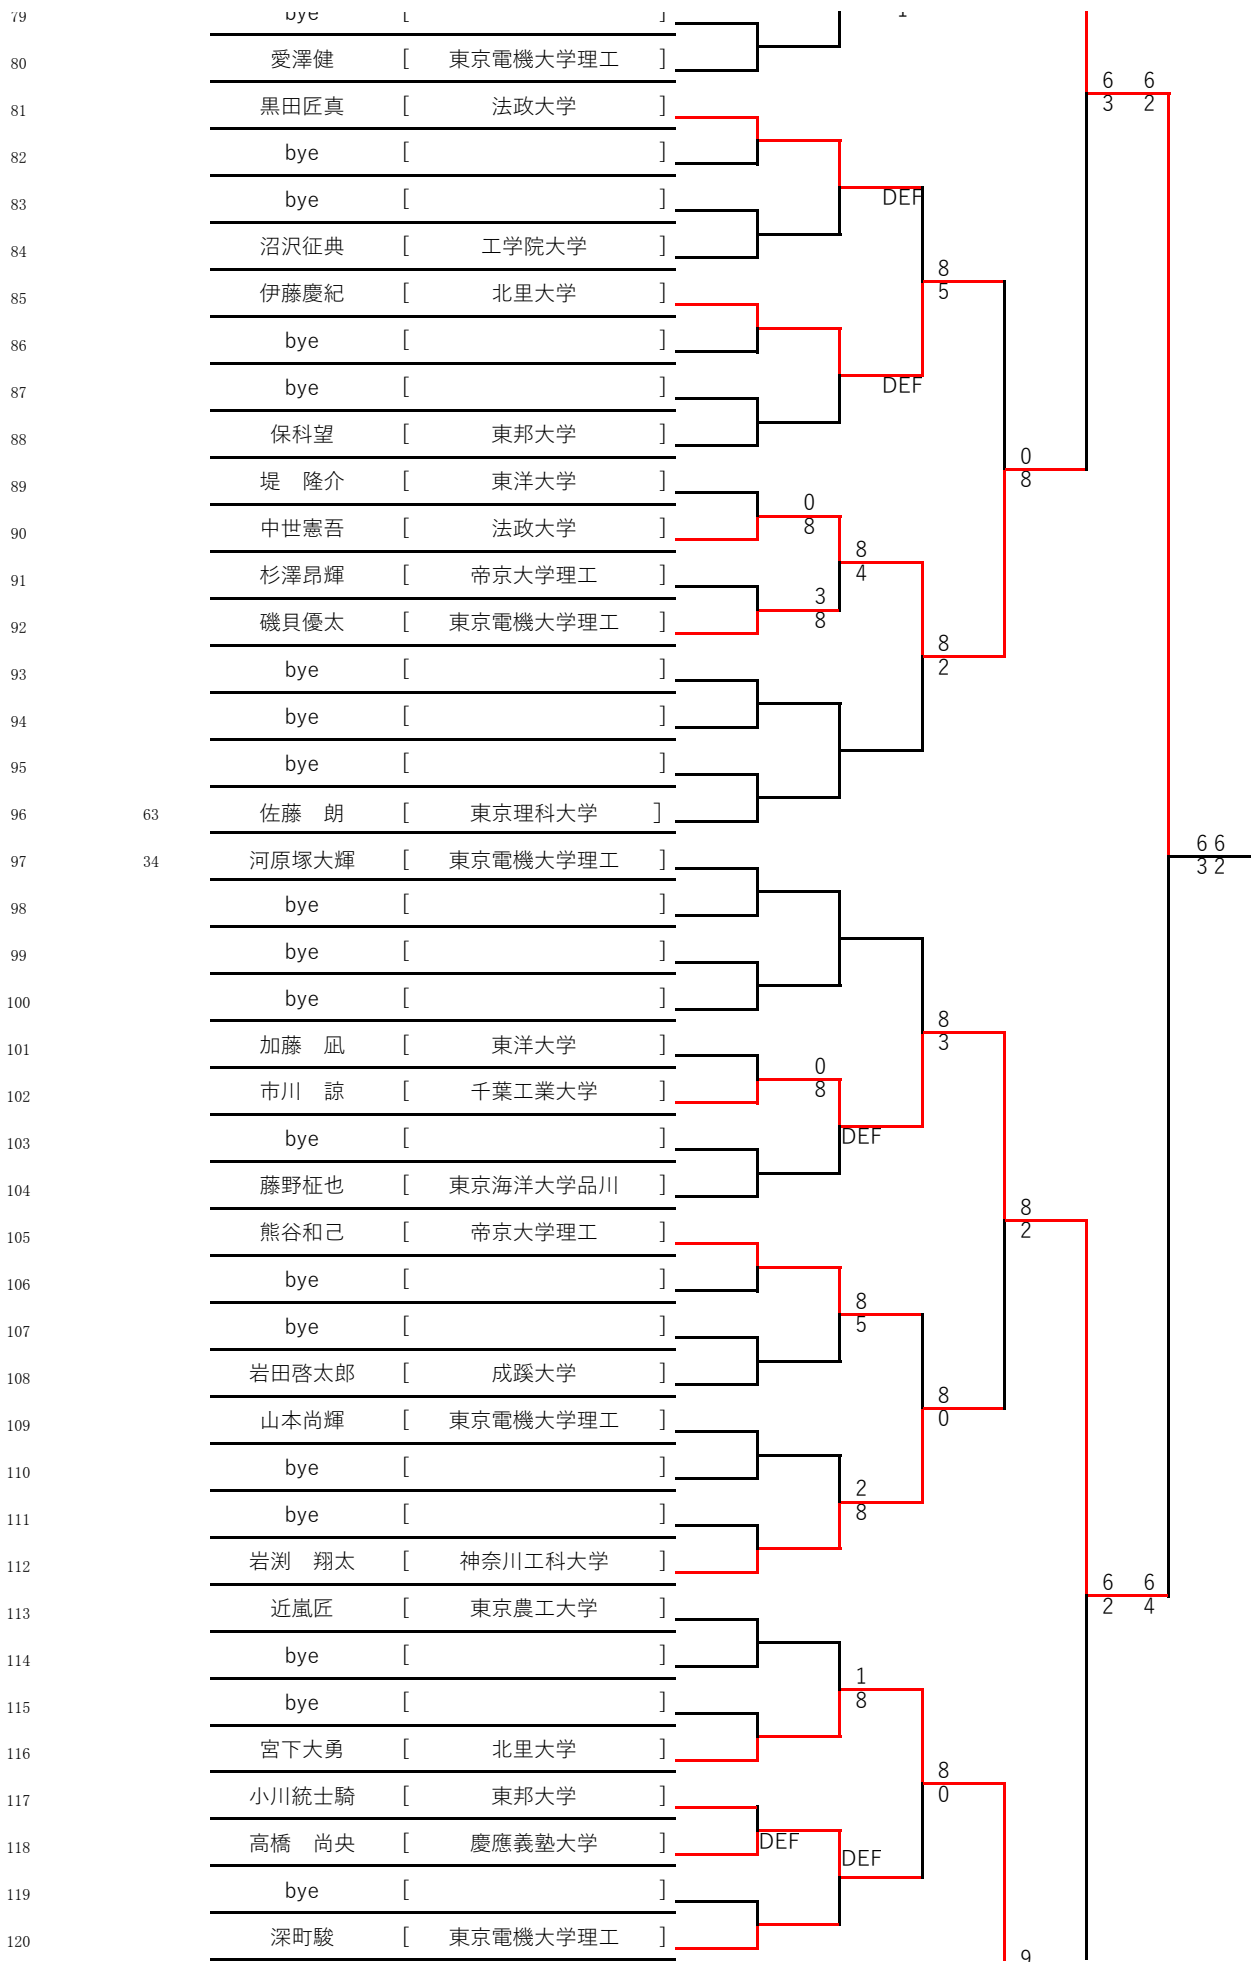 79 bye [ ] 1
80 愛澤健 [ 東京電機大学理工 ]
6 6
3 2
81 黒田匠真 [ 法政大学 ]
82 bye [ ]
83 bye [ ] DEF
84 沼沢征典 [ 工学院大学 ]
8
5
85 伊藤慶紀 [ 北里大学 ]
86 bye [ ]
87 bye [ ] DEF
88 保科望 [ 東邦大学 ]
0
8
89 堤 隆介 [ 東洋大学 ]
0
8
90 中世憲吾 [ 法政大学 ]
8
4
91 杉澤昂輝 [ 帝京大学理工 ]
3
8
92 磯貝優太 [ 東京電機大学理工 ]
8
2
93 bye [ ]
94 bye [ ]
95 bye [ ]
96 63 佐藤 朗 [ 東京理科大学 ]
97 34 河原塚大輝 [ 東京電機大学理工 ]
6 6
3 2
98 bye [ ]
99 bye [ ]
100 bye [ ]
8
3
101 加藤 凪 [ 東洋大学 ]
0
8
102 市川 諒 [ 千葉工業大学 ]
103 bye [ ] DEF
104 藤野柾也 [ 東京海洋大学品川 ]
8
2
105 熊谷和己 [ 帝京大学理工 ]
106 bye [ ]
8
5
107 bye [ ]
108 岩田啓太郎 [ 成蹊大学 ]
8
0
109 山本尚輝 [ 東京電機大学理工 ]
110 bye [ ]
2
8
111 bye [ ]
112 岩渕 翔太 [ 神奈川工科大学 ]
6 6
2 4
113 近嵐匠 [ 東京農工大学 ]
114 bye [ ]
1
8
115 bye [ ]
116 宮下大勇 [ 北里大学 ]
8
0
117 小川統士騎 [ 東邦大学 ]
118 高橋 尚央 [ 慶應義塾大学 ] DEF
DEF
119 bye [ ]
120 深町駿 [ 東京電機大学理工 ]
9